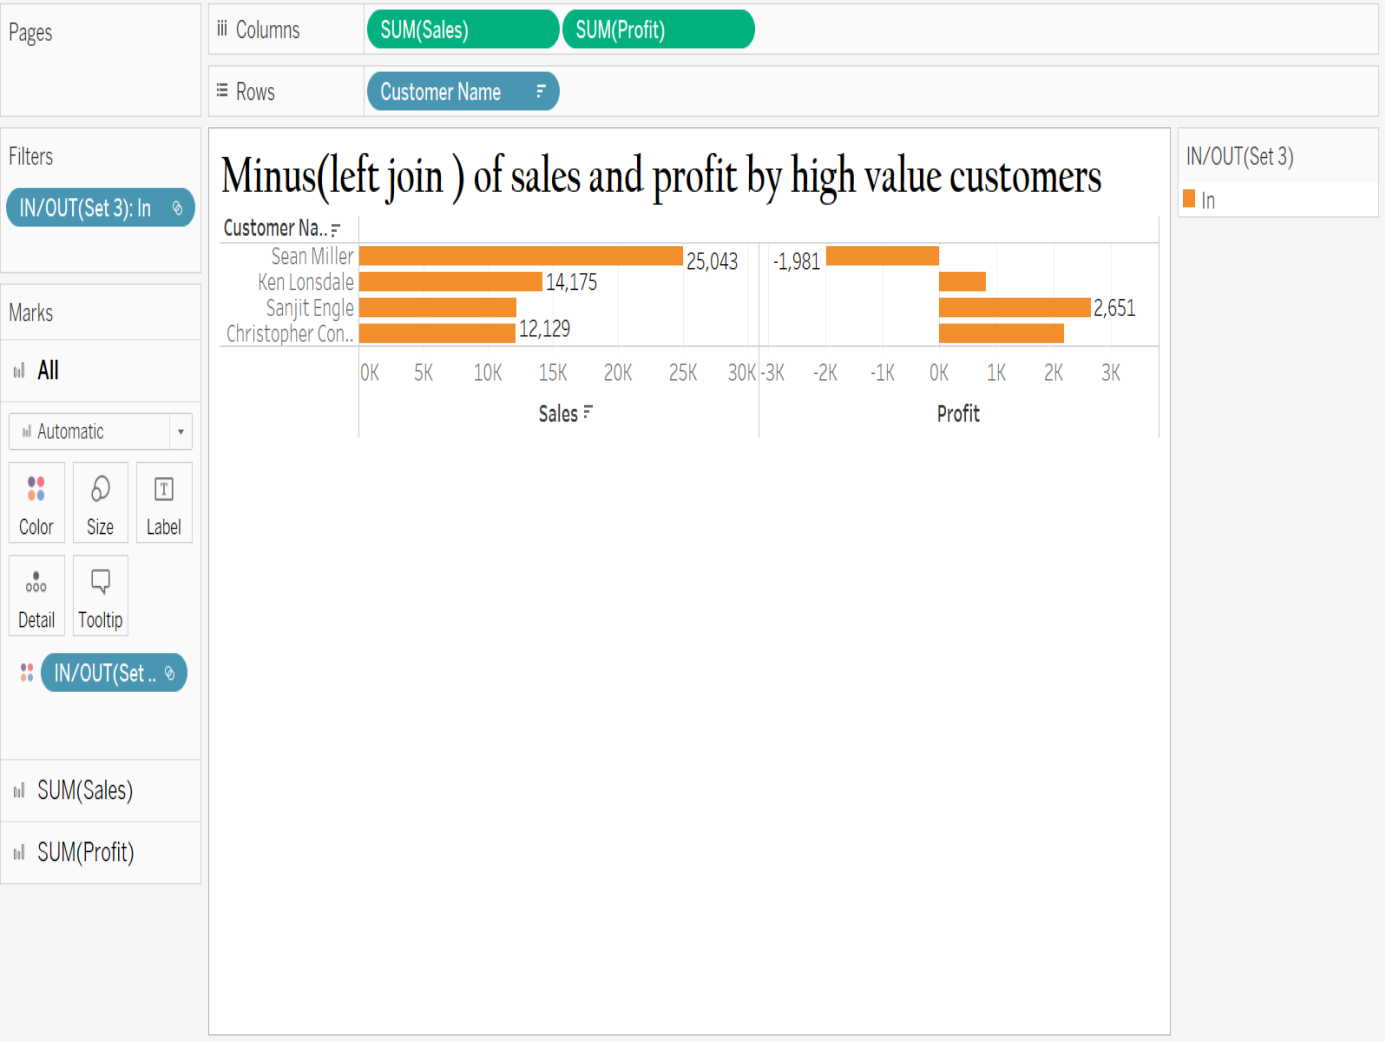 Pages
Columns
SUM(Sales)
SUM(Profit)
Rows
Customer Name
Filters
IN/OUT(Set 3): In
Marks
All
Automatic
Color
Size
T
Label
Detail
Tooltip
IN/OUT(Set ..
SUM(Sales)
SUM(Profit)
Minus(left join ) of sales and profit by high value customers
Customer Na..
Sean Miller 25,043 -1,981
Ken Lonsdale 14,175
Sanjit Engle 2,651
Christopher Con.. 12,129
0K 5K 10K 15K 20K 25K 30K -3K -2K -1K 0K 1K 2K 3K
Sales Profit
IN/OUT(Set 3)
In